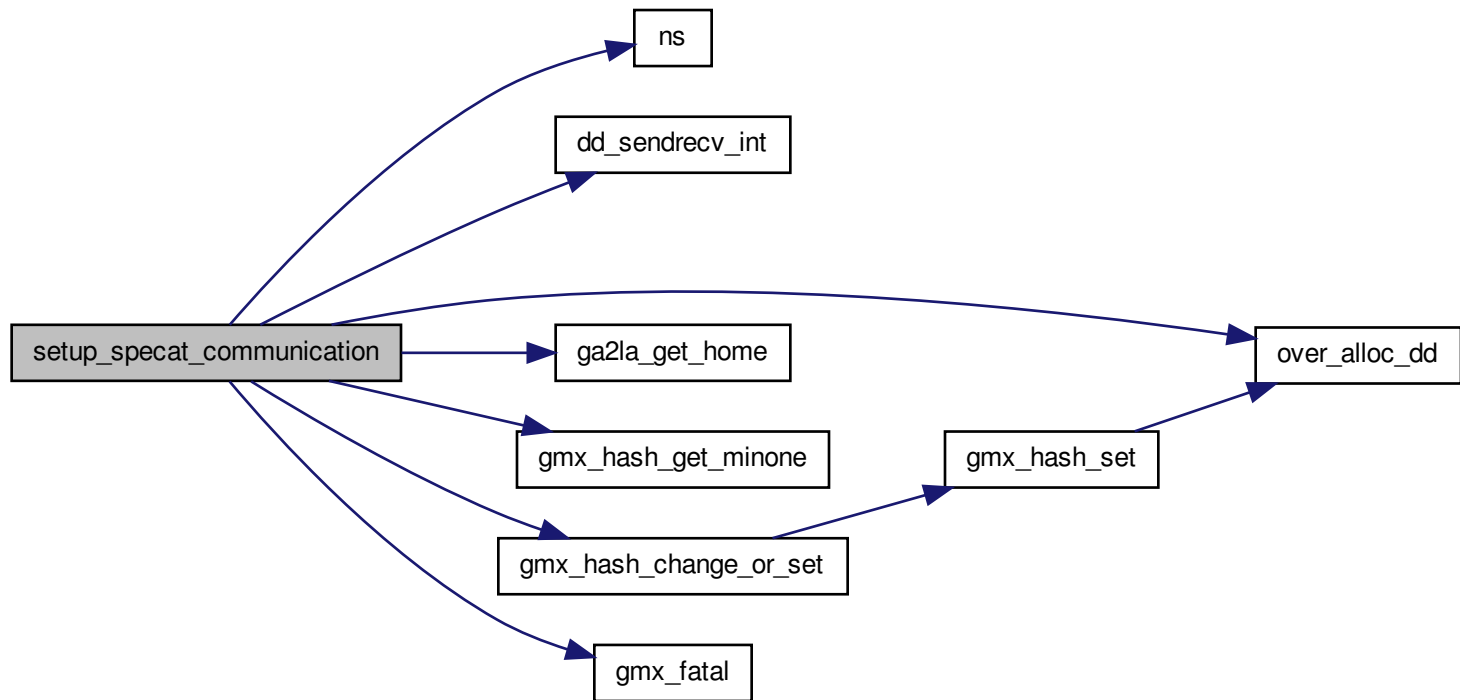 ns
dd_sendrecv_int
setup_specat_communication
ga2la_get_home
over_alloc_dd
gmx_hash_get_minone
gmx_hash_set
gmx_hash_change_or_set
gmx_fatal